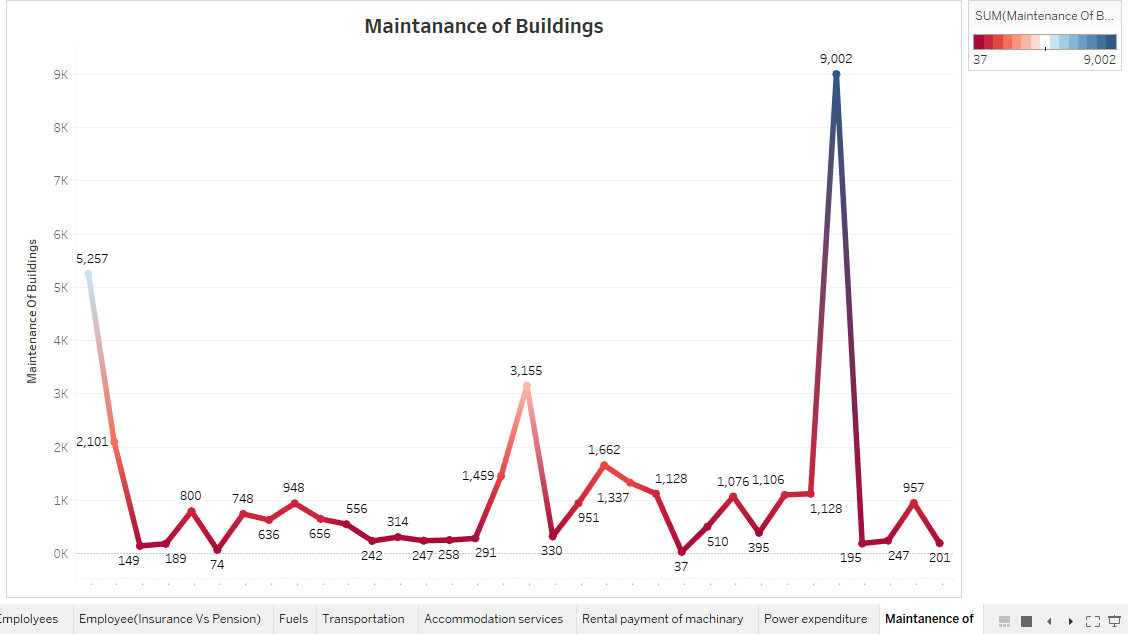 Maintanance of Buildings
SUM(Maintenance Of B...
37 9,002
Maintenance Of Buildings
9K
8K
7K
6K
5K
4K
3K
2K
1K
0K
5,257
2,101
149
189
800
74
748
636
948
656
556
242
314
247
258
291
1,459
3,155
330
951
1,662
1,337
1,128
37
510
1,076
395
1,106
1,128
9,002
195
247
957
201
Emplolyees Employee(Insurance Vs Pension) Fuels Transportation Accommodation services Rental payment of machinary Power expenditure Maintanence of